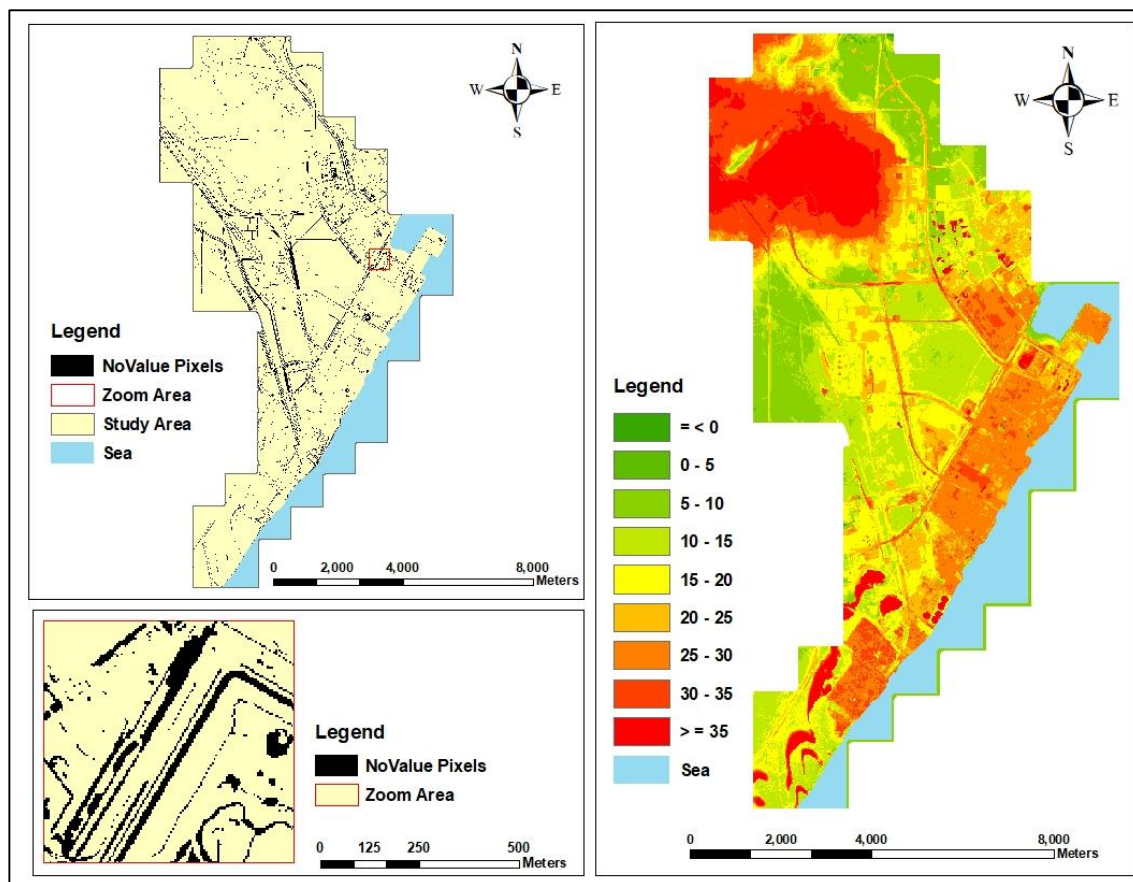 N
W E
S
Legend
NoValue Pixels
Zoom Area
Study Area
Sea
0 2,000 4,000 8,000
Meters
Legend
NoValue Pixels
Zoom Area
0 125 250 500
Meters
N
W E
S
Legend
= < 0
0 - 5
5 - 10
10 - 15
15 - 20
20 - 25
25 - 30
30 - 35
> = 35
Sea
0 2,000 4,000 8,000
Meters